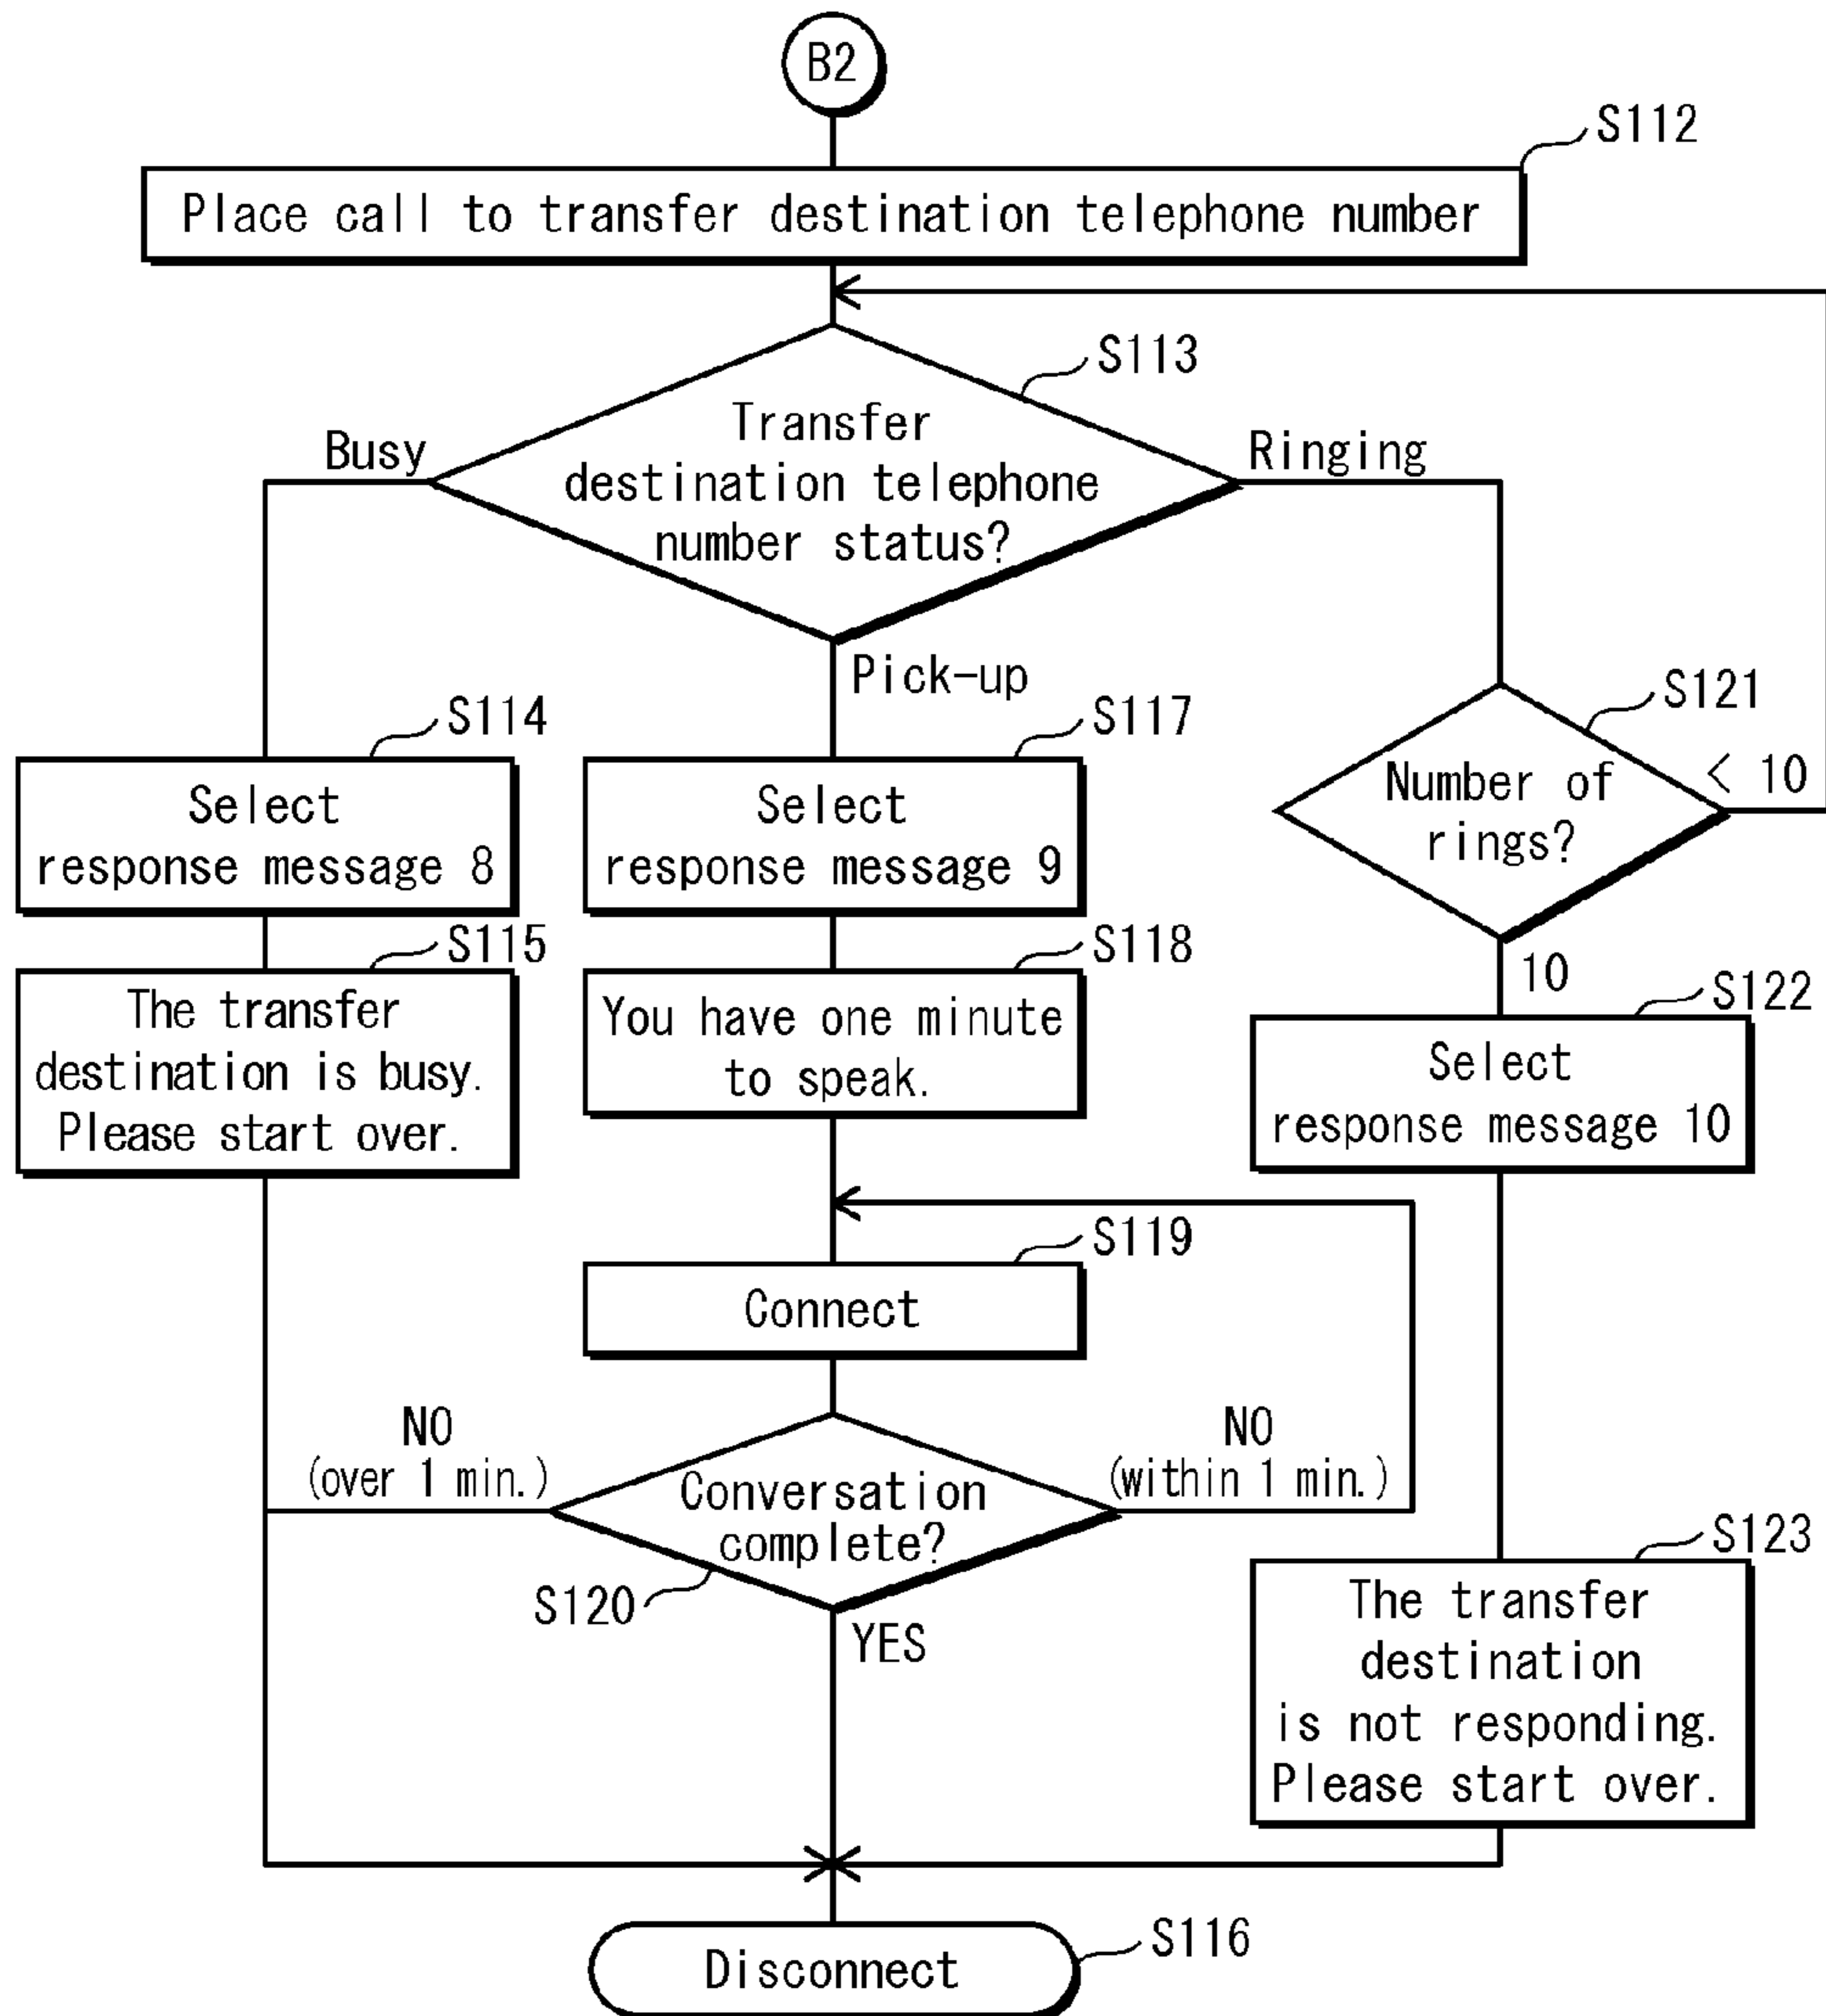 B2
S112
Place call to transfer destination telephone number
S113
Transfer
destination telephone
number status?
Busy
Ringing
Pick-up
S114
Select
response message 8
S115
The transfer
destination is busy.
Please start over.
S117
Select
response message 9
S118
You have one minute
to speak.
S119
Connect
NO
(over 1 min.)
Conversation
complete?
NO
(within 1 min.)
S120
YES
S121
Number of
rings?
< 10
10
S122
Select
response message 10
S123
The transfer
destination
is not responding.
Please start over.
Disconnect
S116